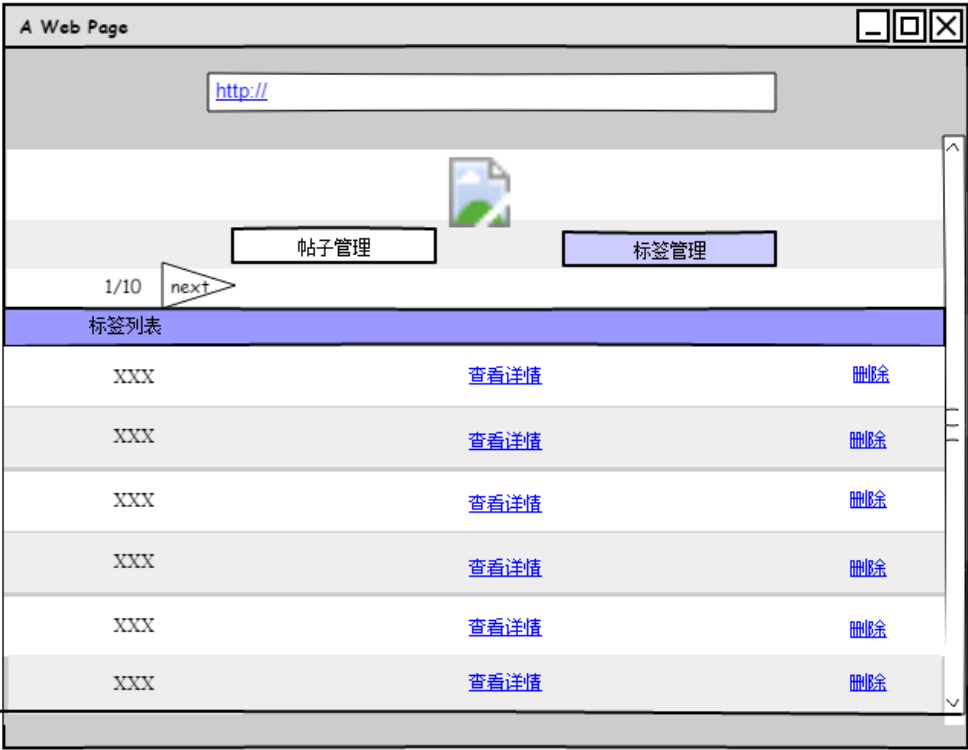 A Web Page
http://
帖子管理 标签管理
1/10 next
标签列表
XXX 查看详情 删除
XXX 查看详情 删除
XXX 查看详情 删除
XXX 查看详情 删除
XXX 查看详情 删除
XXX 查看详情 删除